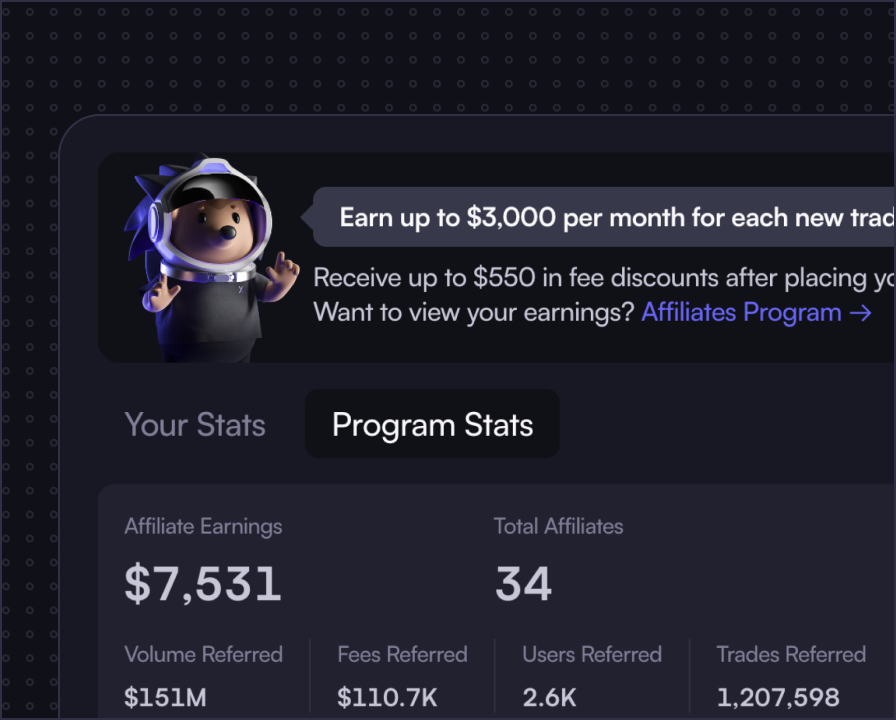 Earn up to $3,000 per month for each new
Receive up to $550 in fee discounts after placing
Want to view your earnings? Affiliates Program →
Your Stats Program Stats
Affiliate Earnings Total Affiliates
$7,531 34
Volume Referred Fees Referred Users Referred Trades Referred
$151M $110.7K 2.6K 1,207,598